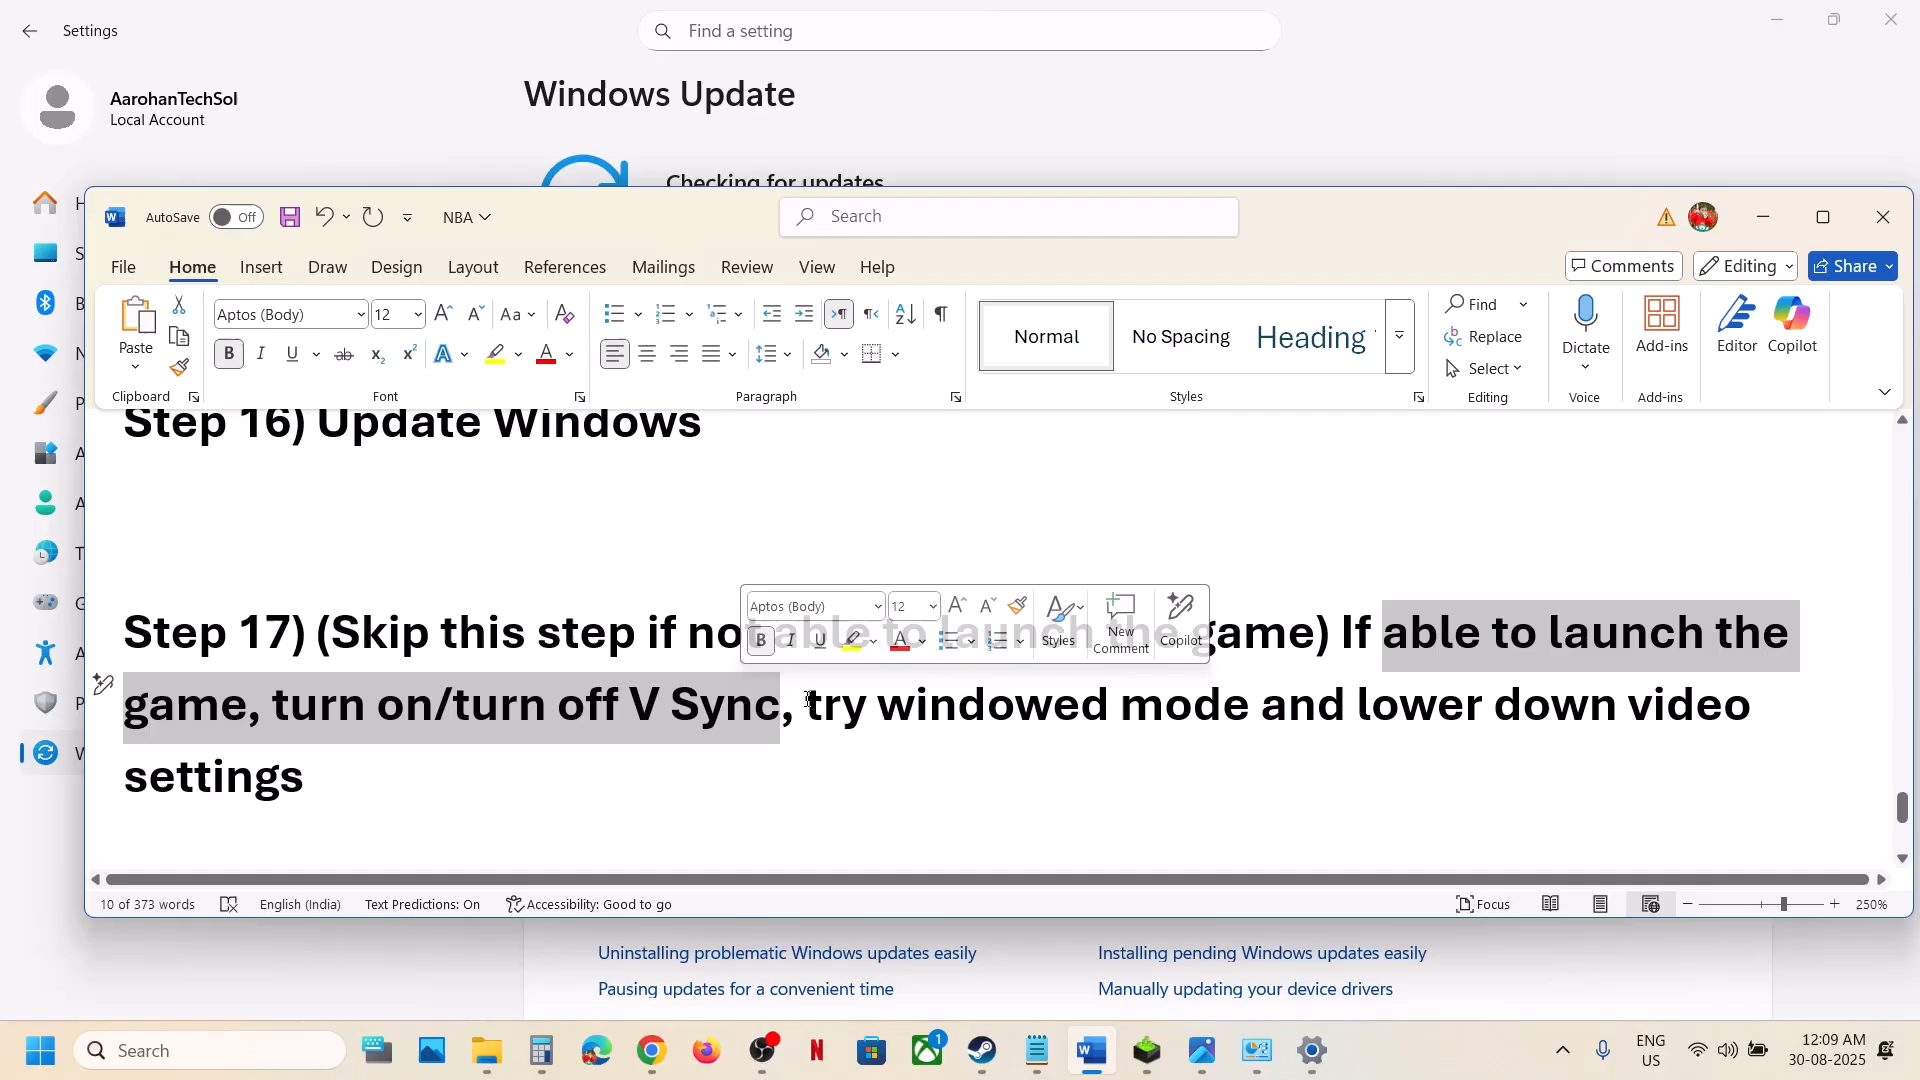 Settings
Find a setting
AarohanTechSol
Local Account
Windows Update
Checking for updates
AutoSave
Off
NBA
Search
File
Home
Insert
Draw
Design
Layout
References
Mailings
Review
View
Help
Comments
Editing
Share
Paste
Clipboard
Aptos (Body)
12
Font
Paragraph
Normal
No Spacing
Heading
Styles
Find
Replace
Select
Editing
Dictate
Voice
Add-ins
Add-ins
Editor
Copilot
Step 16) Update Windows
Aptos (Body)
12
Styles
New
Comment
Copilot
Step 17) (Skip this step if not able to launch the game) If able to launch the
game, turn on/turn off V Sync, try windowed mode and lower down video
settings
10 of 373 words
English (India)
Text Predictions: On
Accessibility: Good to go
Focus
250%
Uninstalling problematic Windows updates easily
Installing pending Windows updates easily
Pausing updates for a convenient time
Manually updating your device drivers
Search
1
ENG
US
12:09 AM
30-08-2025